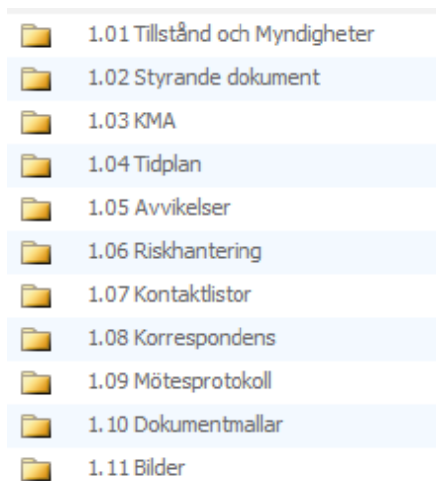 1.01 Tillstånd och Myndigheter
1.02 Styrande dokument
1.03 KMA
1.04 Tidplan
1.05 Avvikelser
1.06 Riskhantering
1.07 Kontaktlistor
1.08 Korrespondens
1.09 Mötesprotokoll
1.10 Dokumentmallar
1.11 Bilder